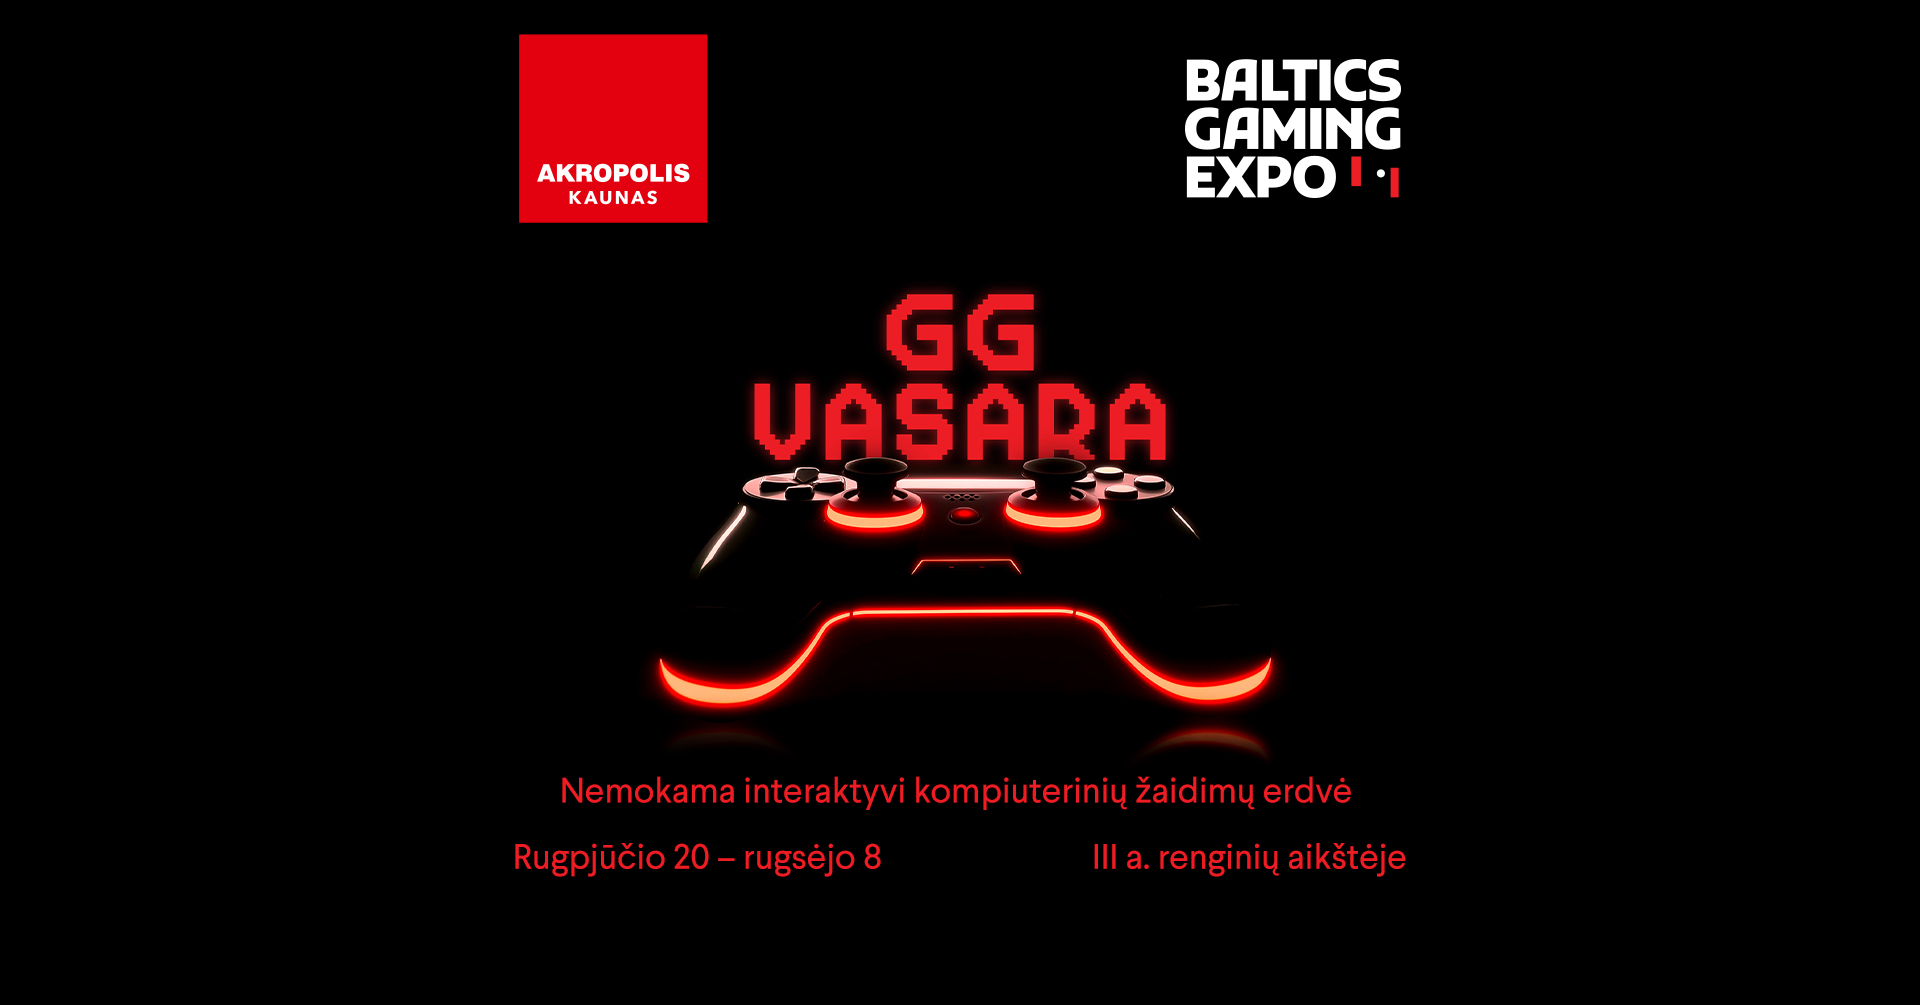 AKROPOLIS
KAUNAS
BALTICS
GAMING
EXPO
GG
VASARA
Nemokama interaktyvi kompiuterinių žaidimų erdvė
Rugpjūčio 20 – rugsėjo 8
III a. renginių aikštėje